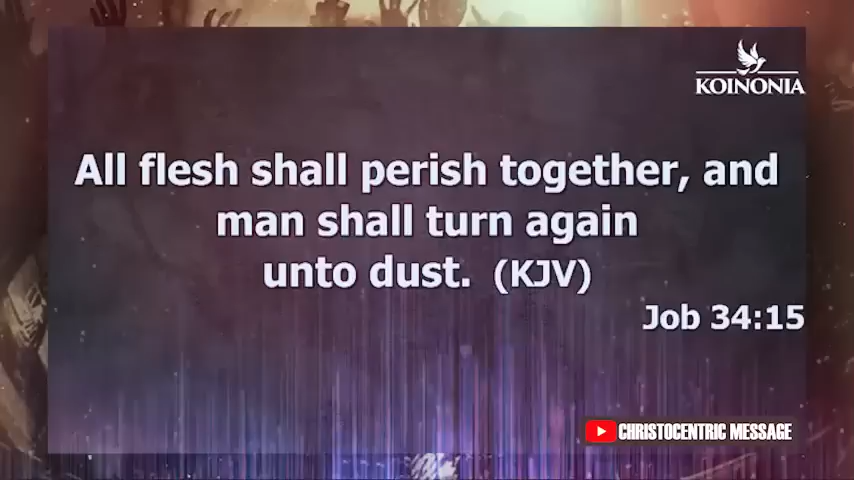 KOINONIA
All flesh shall perish together, and
man shall turn again
unto dust. (KJV)
Job 34:15
CHRISTOCENTRIC MESSAGE